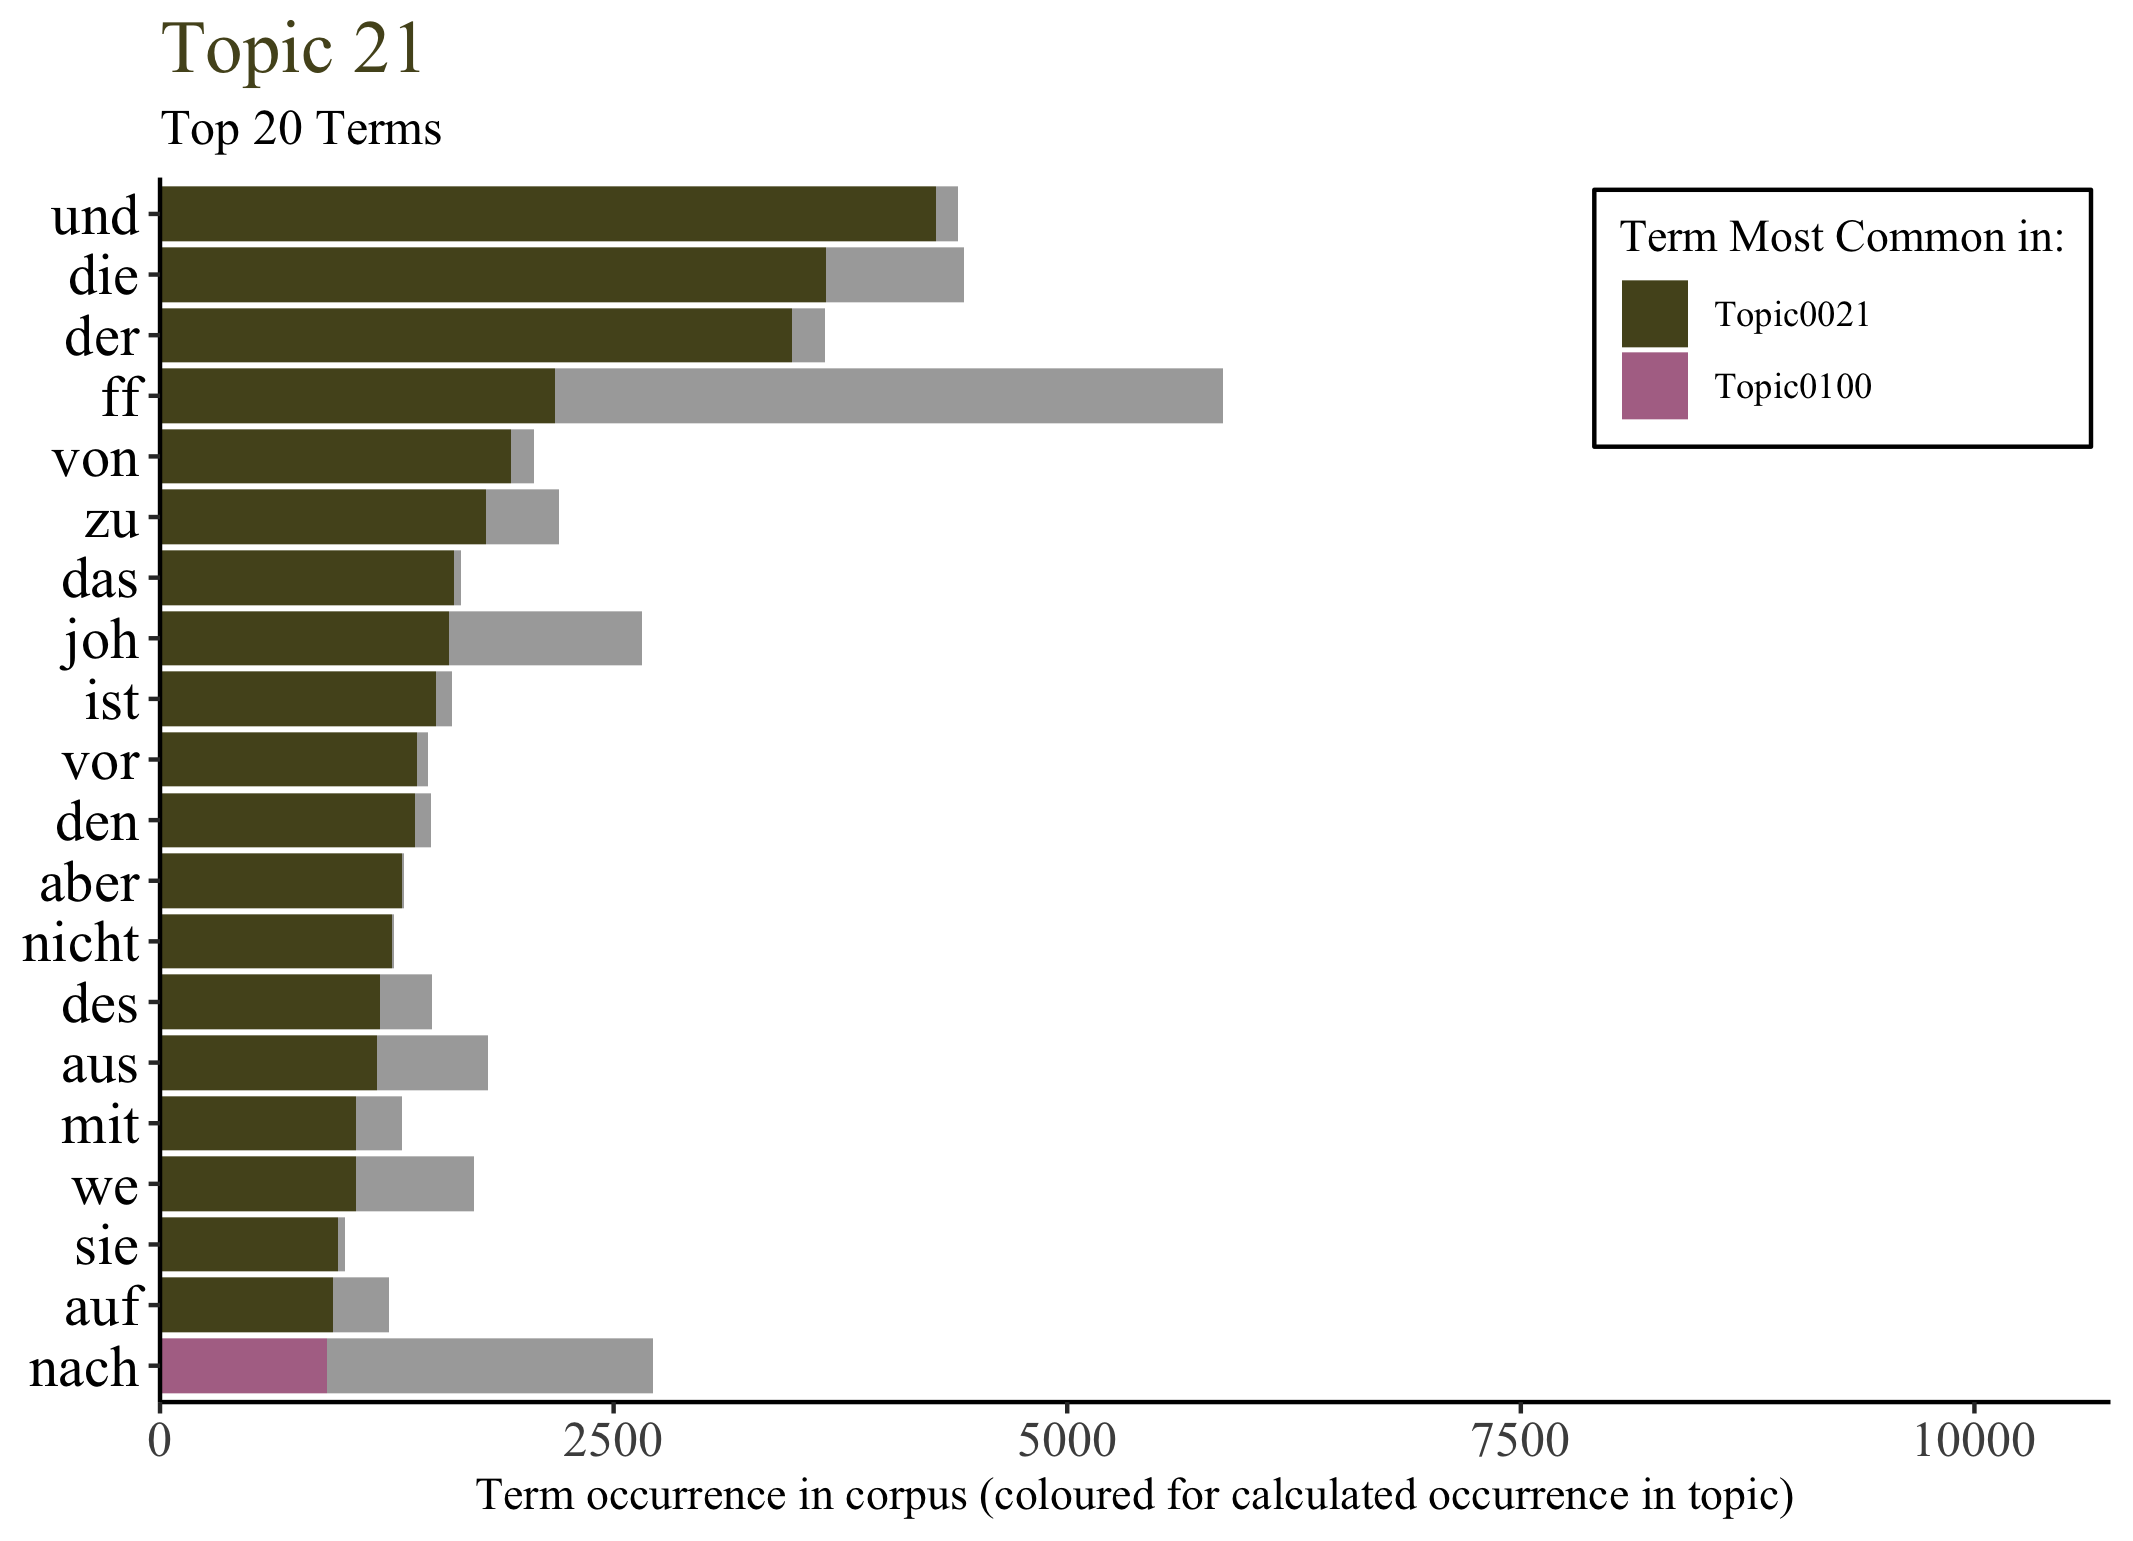 Topic 21
Top 20 Terms
Term Most Common in:
Topic0021
Topic0100
und
die
der
ff
von
zu
das
joh
ist
vor
den
aber
nicht
des
aus
mit
we
sie
auf
nach
0 2500 5000 7500 10000
Term occurrence in corpus (coloured for calculated occurrence in topic)